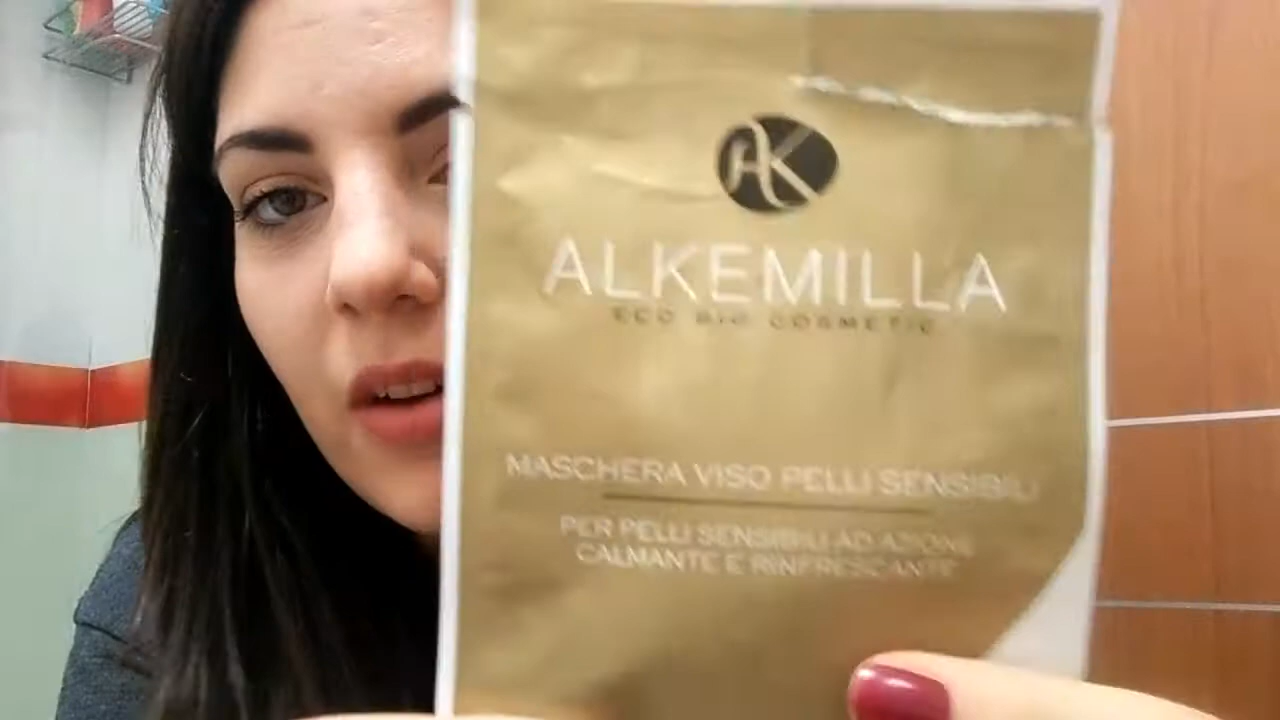 AK
ALKEMILLA
ECO BIO COSMETIC
MASCHERA VISO PELLI SENSIBILI
PER PELLI SENSIBILI AD AZIONE
CALMANTE E RINFRESCANTE